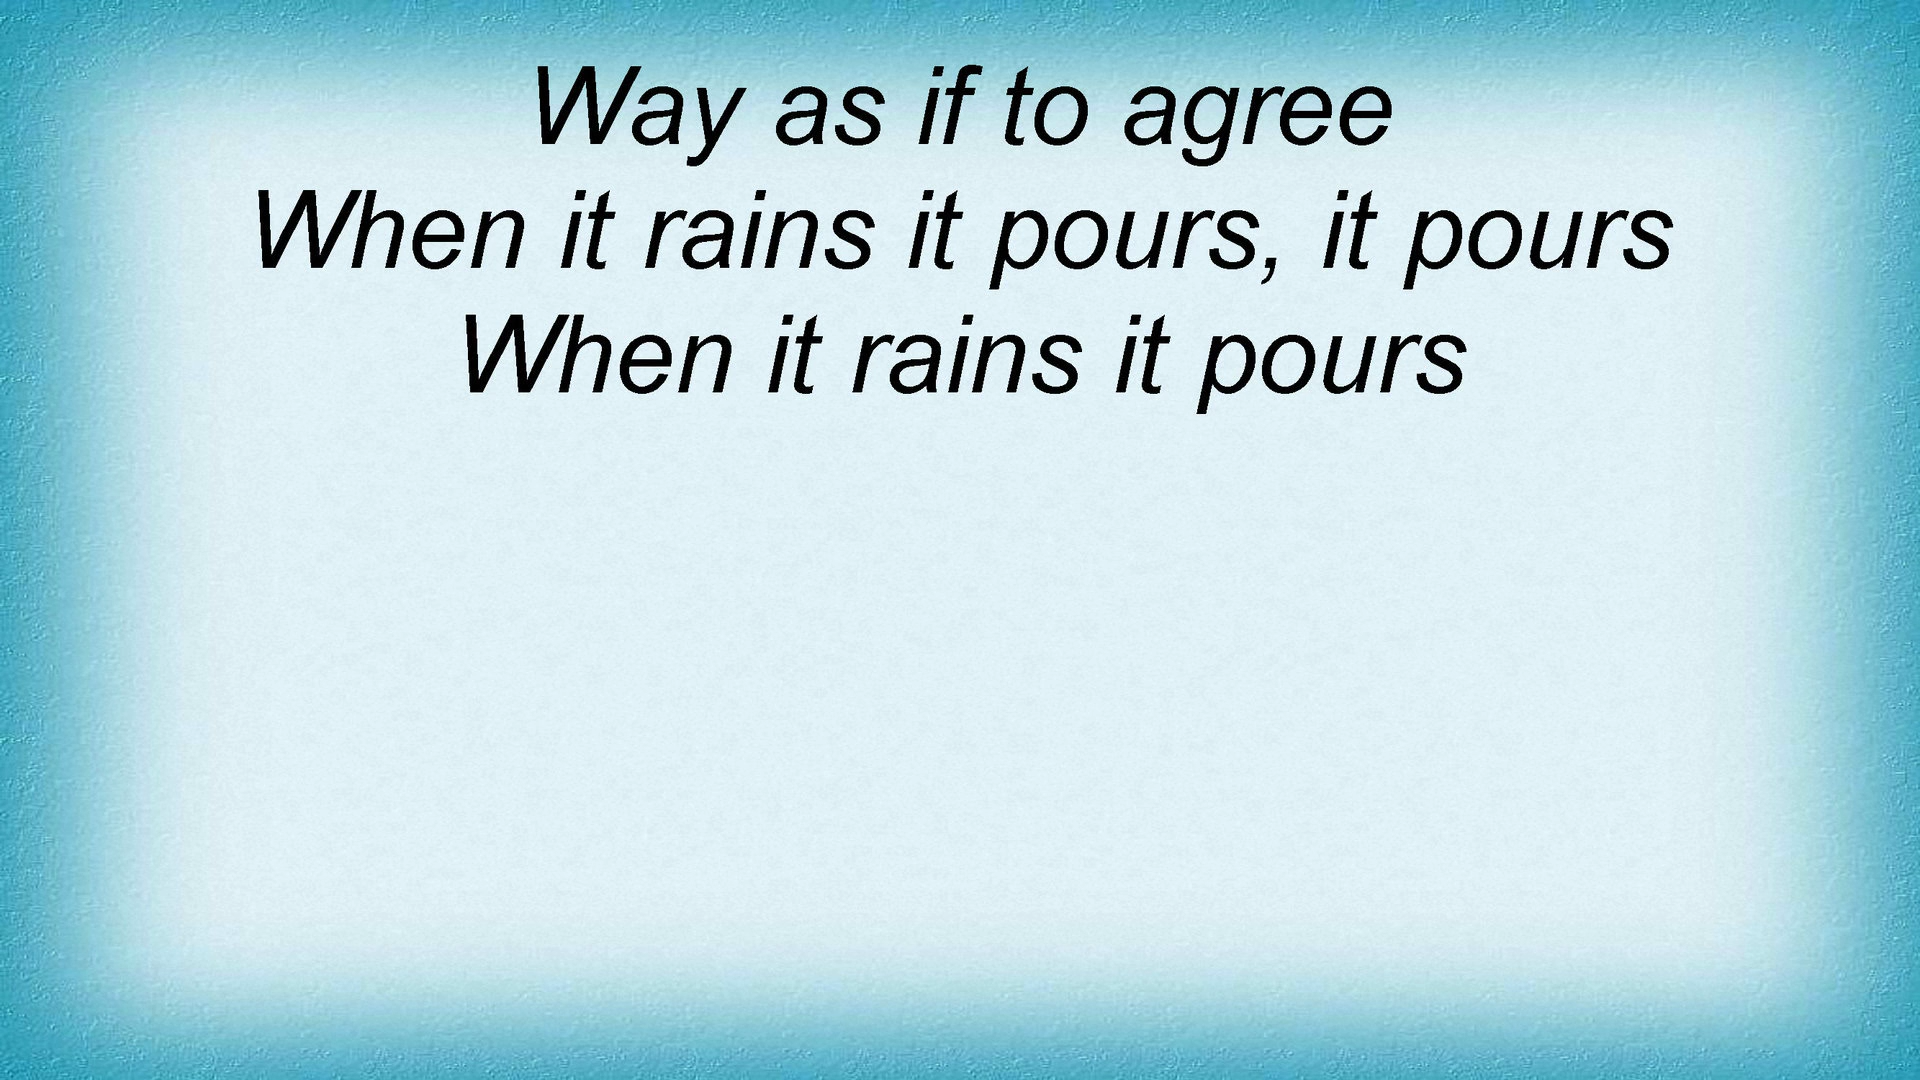 Way as if to agree
When it rains it pours, it pours
When it rains it pours